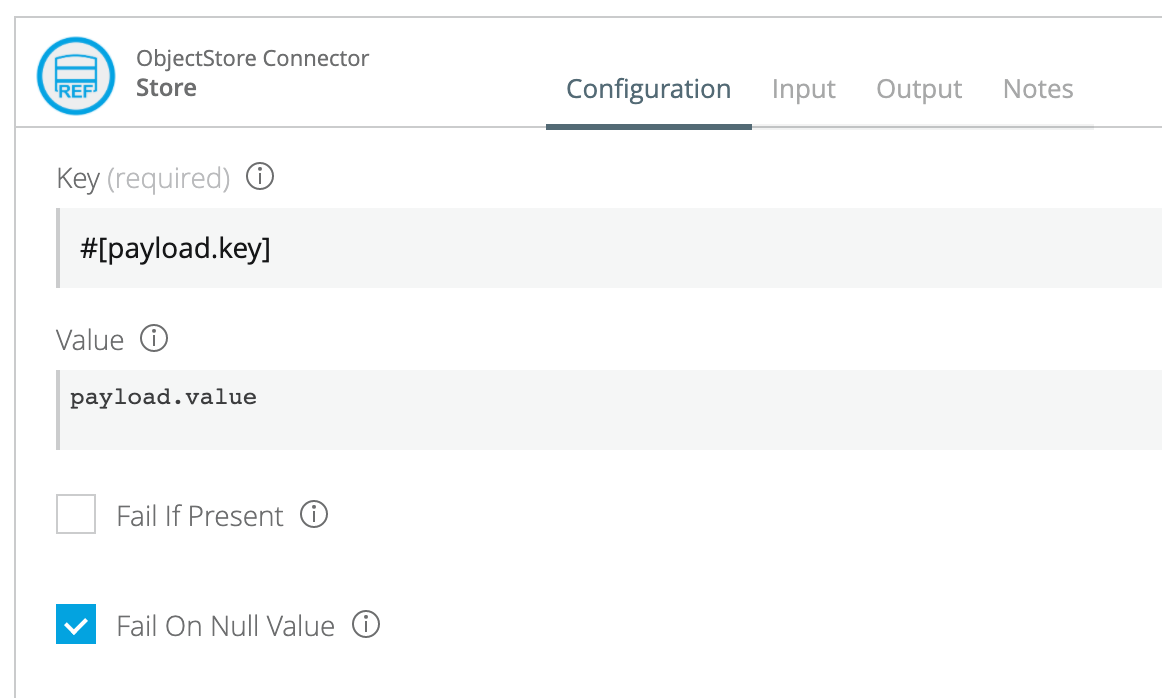 ObjectStore Connector
Store
REF
Configuration Input Output Notes
Key (required)
#[payload.key]
Value
payload.value
Fail If Present
Fail On Null Value